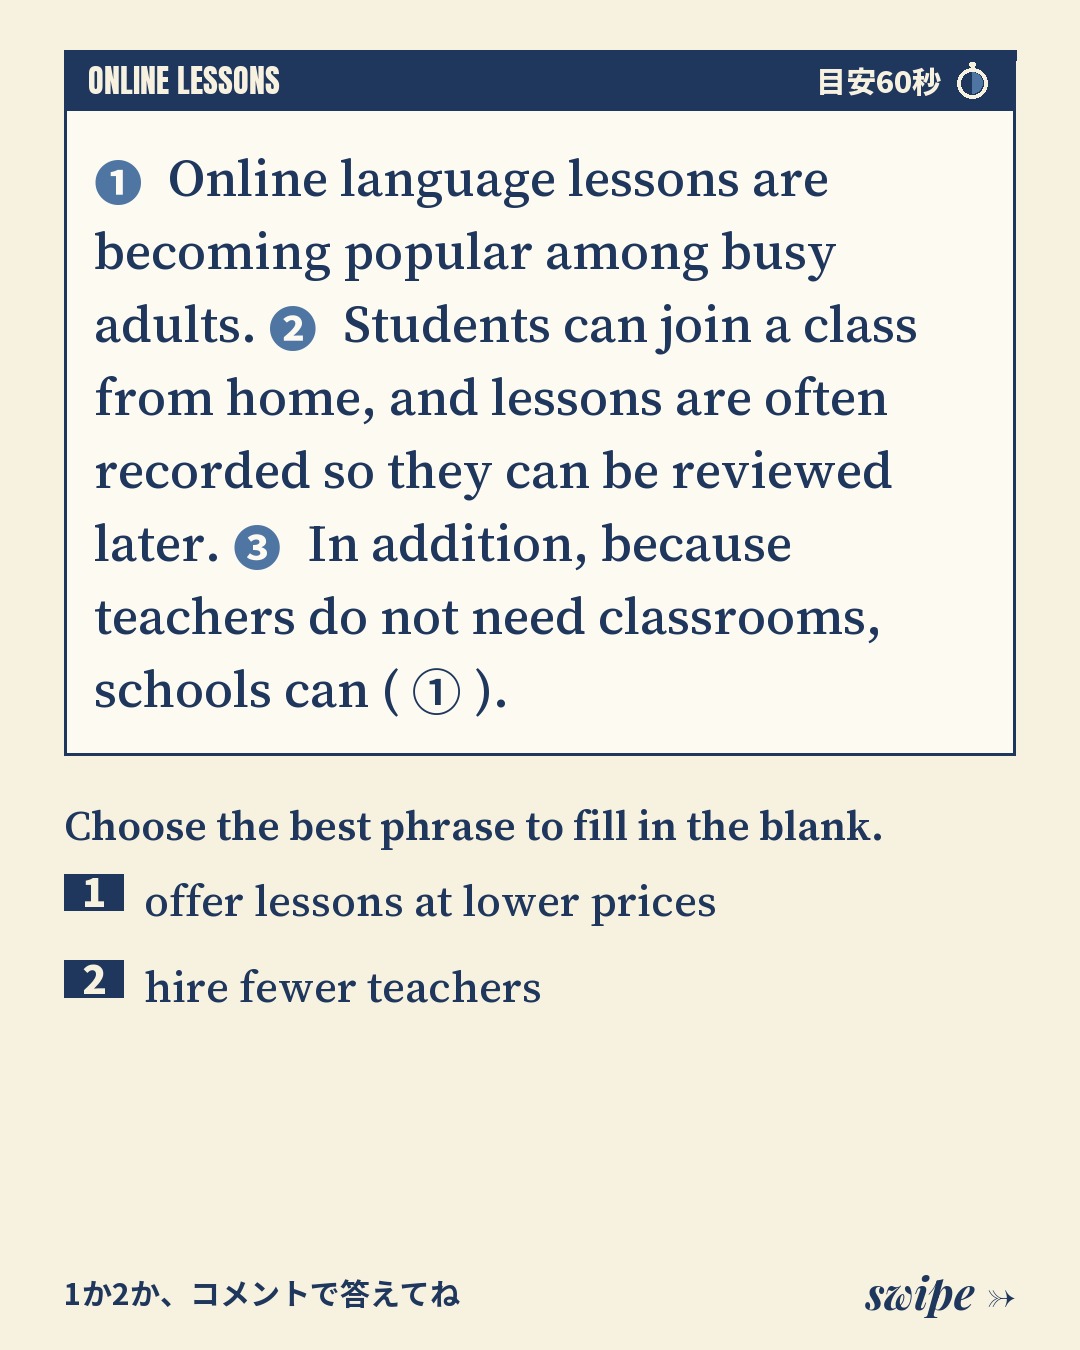 ONLINE LESSONS
目安60秒
❶ Online language lessons are
becoming popular among busy
adults. ❷ Students can join a class
from home, and lessons are often
recorded so they can be reviewed
later. ❸ In addition, because
teachers do not need classrooms,
schools can ( ① ).
Choose the best phrase to fill in the blank.
1 offer lessons at lower prices
2 hire fewer teachers
1か2か、コメントで答えてね
swipe